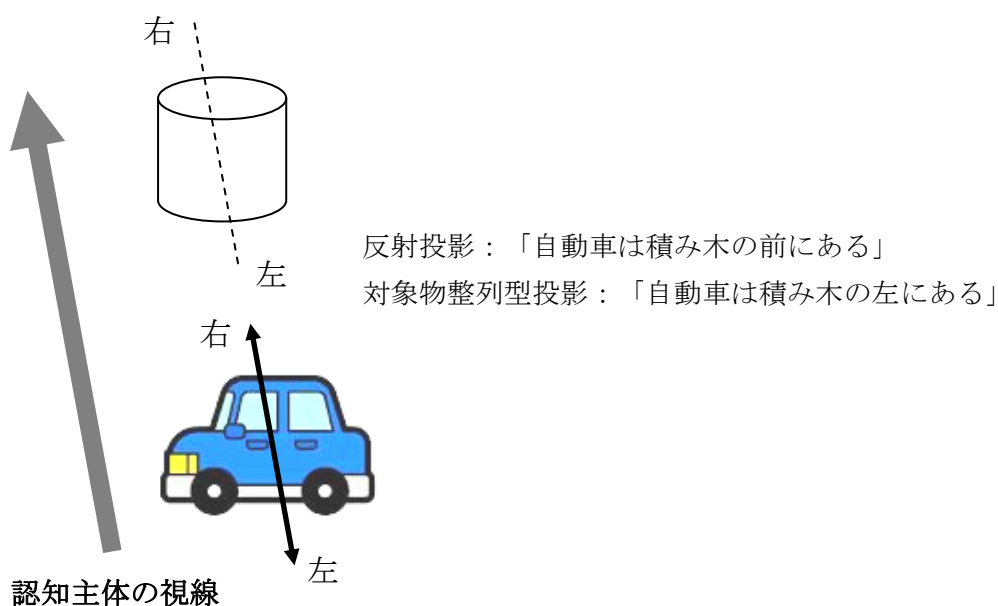 右
左
反射投影：「自動車は積み木の前にある」
対象物整列型投影：「自動車は積み木の左にある」
右
左
認知主体の視線